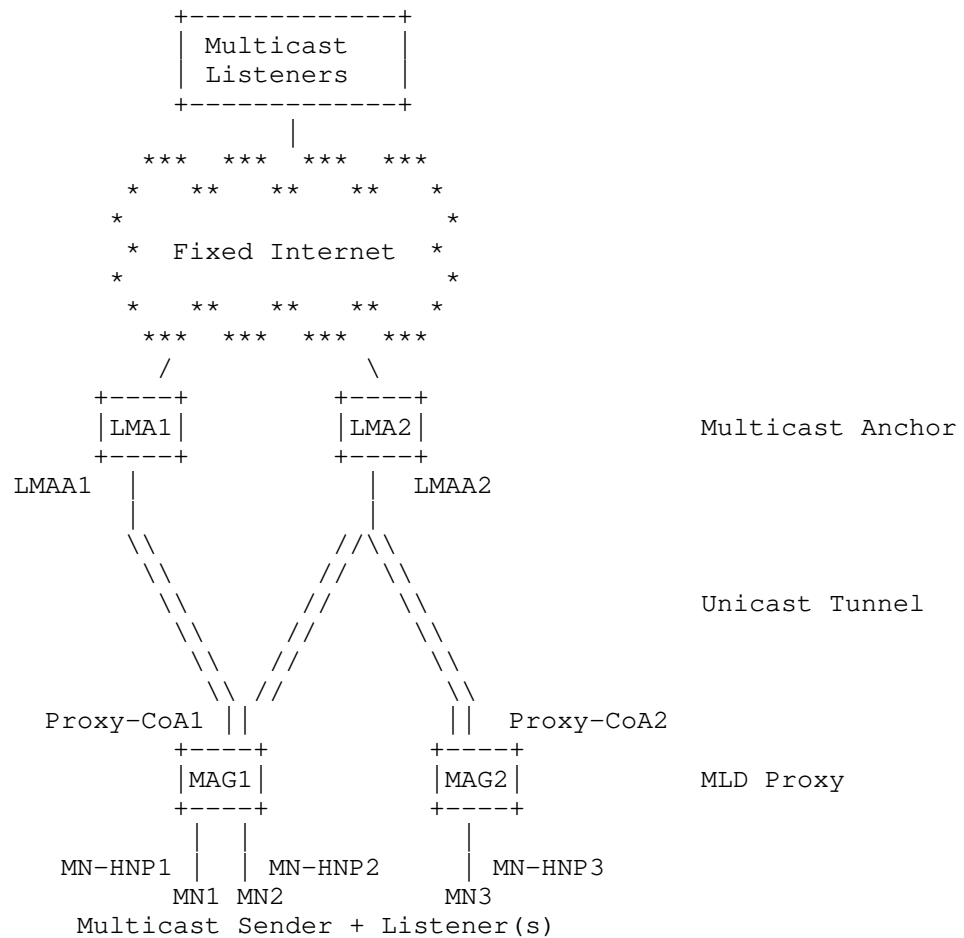 Multicast
Listeners
Fixed Internet
LMA1 LMA2 Multicast Anchor
LMAA1 LMAA2
Unicast Tunnel
Proxy-CoA1 Proxy-CoA2
MAG1 MAG2 MLD Proxy
MN-HNP1 MN-HNP2 MN-HNP3
MN1 MN2 MN3
Multicast Sender + Listener(s)